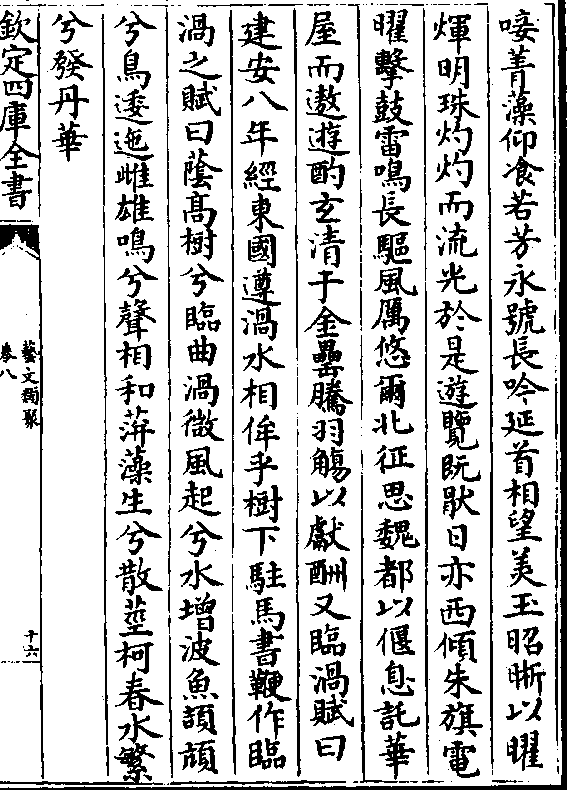 唼菁藻仰飡若芳永號長吟延首相望美玉昭晰以曜
煇明珠灼灼而流光於是遊覽既厭日亦西傾朱旗電
曜擊鼓雷鳴長驅風厲悠爾北征思魏都以偃息託華
屋而遨遊酌玄清于金罍騰羽觴以獻酬又臨渦賦曰
建安八年經東國遵渦水相佯乎樹下駐馬書鞭作臨
渦之賦曰蔭高樹兮臨曲渦微風起兮水增波魚頡頏
兮鳥逶迤雌雄鳴兮聲相和萍藻生兮散莖柯春水繁
兮發丹華
欽定四庫全書
藝文類聚
卷八
十六